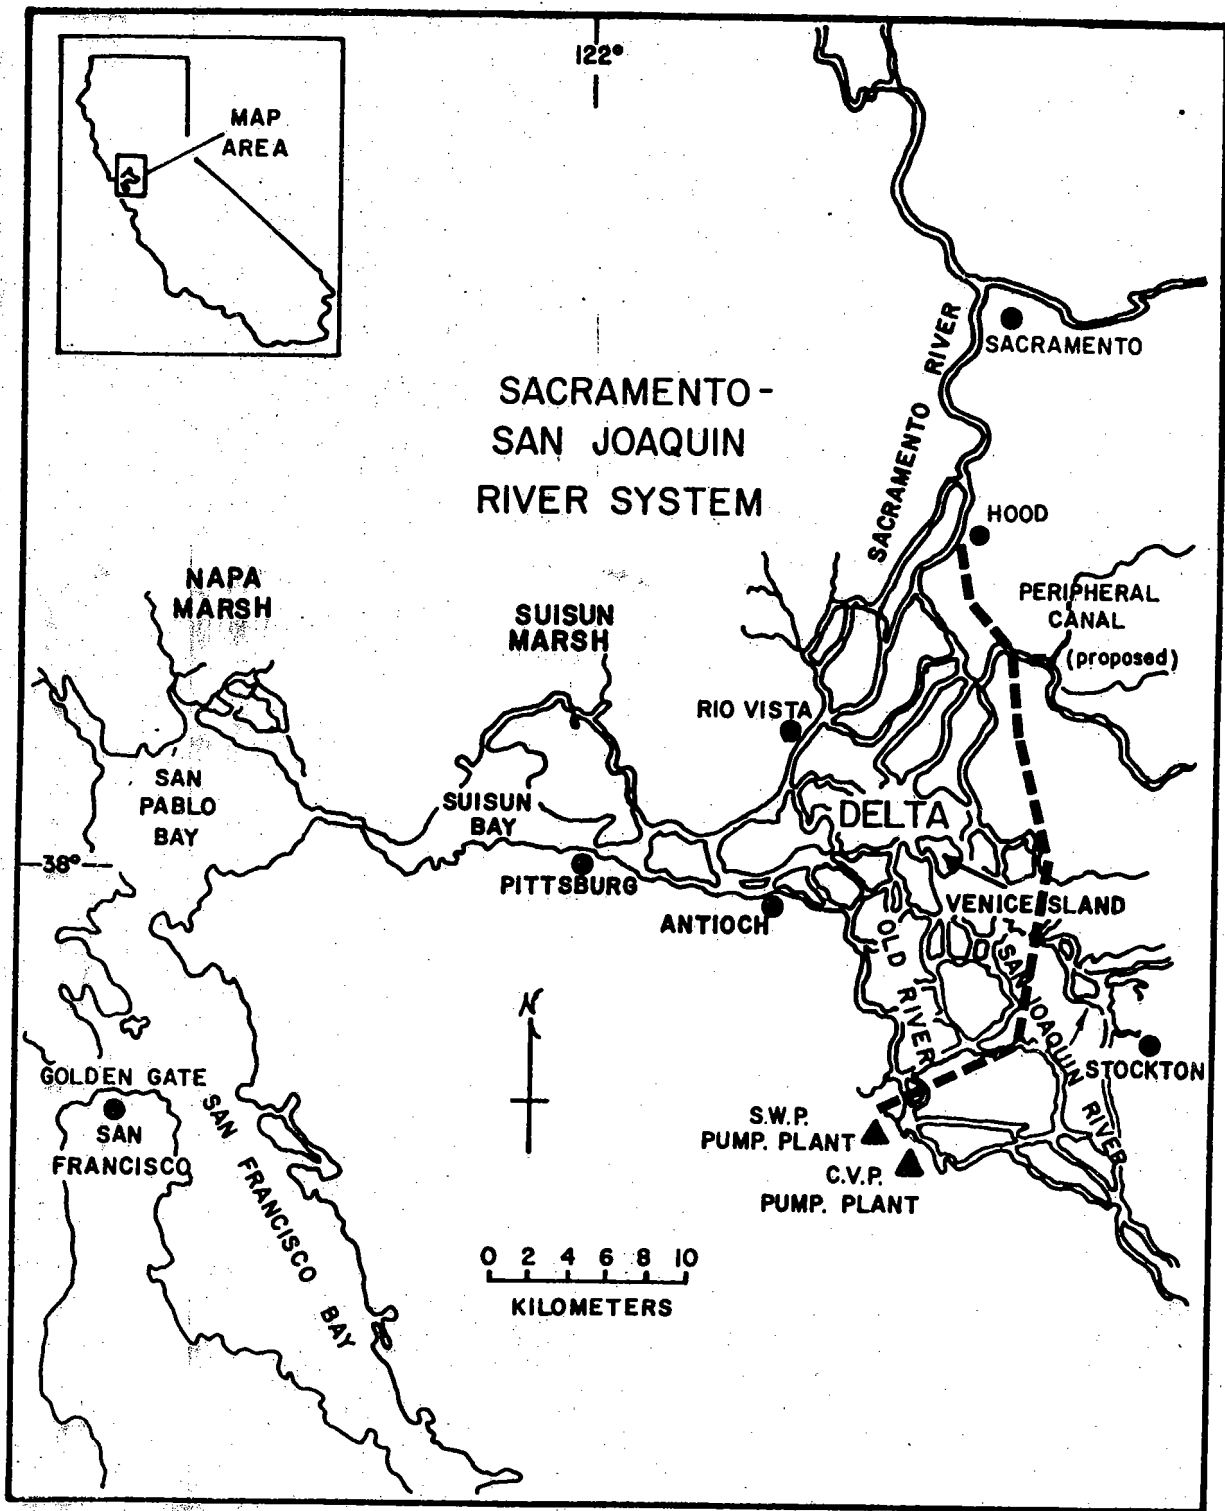 122°
MAP
AREA
SACRAMENTO
SACRAMENTO RIVER
SACRAMENTO -
SAN JOAQUIN
RIVER SYSTEM
HOOD
NAPA
MARSH
SUISUN
MARSH
PERIPHERAL
CANAL
(proposed)
RIO VISTA
SAN
PABLO
BAY
SUISUN
BAY
DELTA
38°
PITTSBURG
ANTIOCH
VENICE ISLAND
OLD RIVER
SAN JOAQUIN RIVER
N
STOCKTON
GOLDEN GATE
SAN
FRANCISCO
SAN FRANCISCO BAY
S.W.P.
PUMP. PLANT
C.V.P.
PUMP. PLANT
0 2 4 6 8 10
KILOMETERS